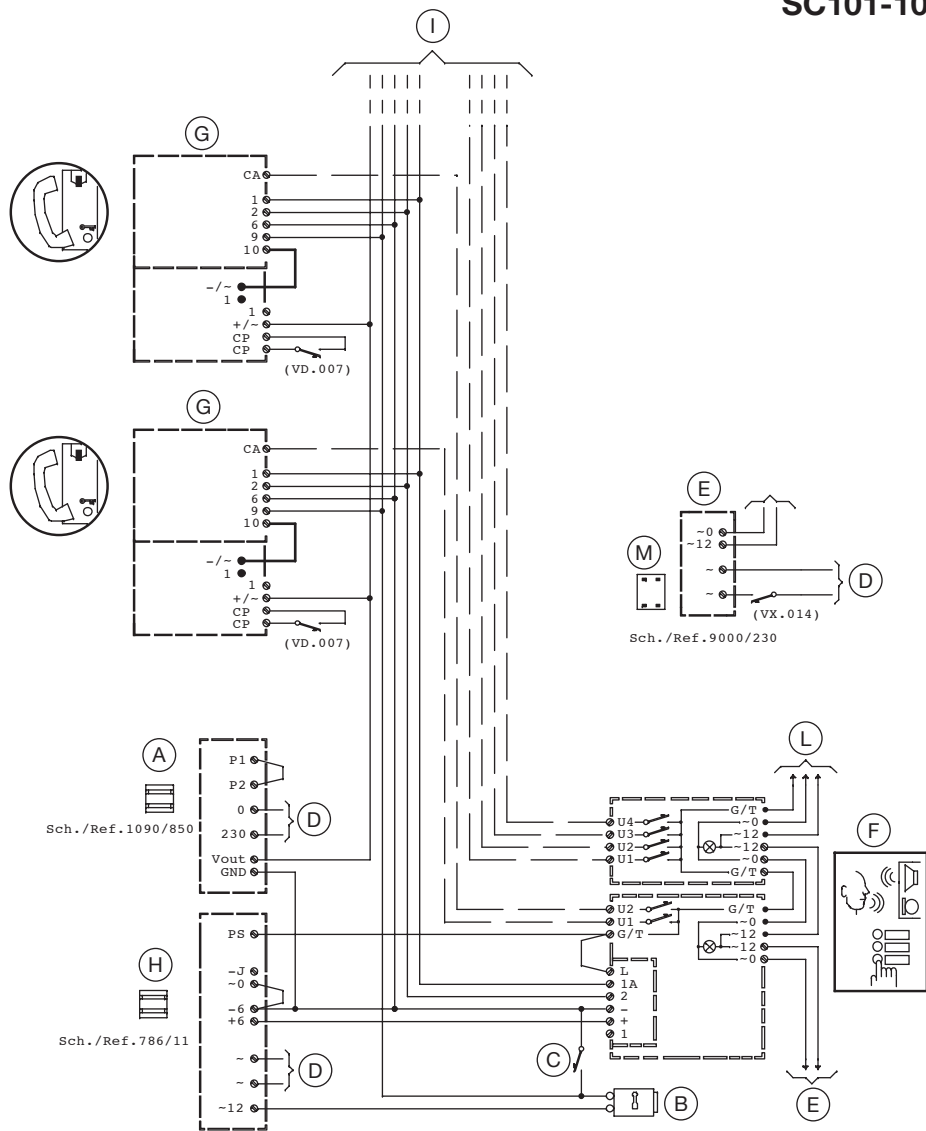 SC101-10
I
G
CA
1
2
6
9
10
-/~
1
1
+/~
CP
CP
(VD.007)
G
CA
1
2
6
9
10
-/~
1
1
+/~
CP
CP
(VD.007)
E
~0
~12
~
~
M
D
(VX.014)
Sch./Ref.9000/230
A
P1
P2
0
230
D
Sch./Ref.1090/850
Vout
GND
L
U4
U3
U2
U1
G/T
~0
~12
~12
~0
G/T
F
U2
U1
G/T
G/T
~0
~12
~12
~0
L
1A
2
-
+
1
H
PS
-J
~0
-6
+6
Sch./Ref.786/11
~
~
D
~12
C
B
E